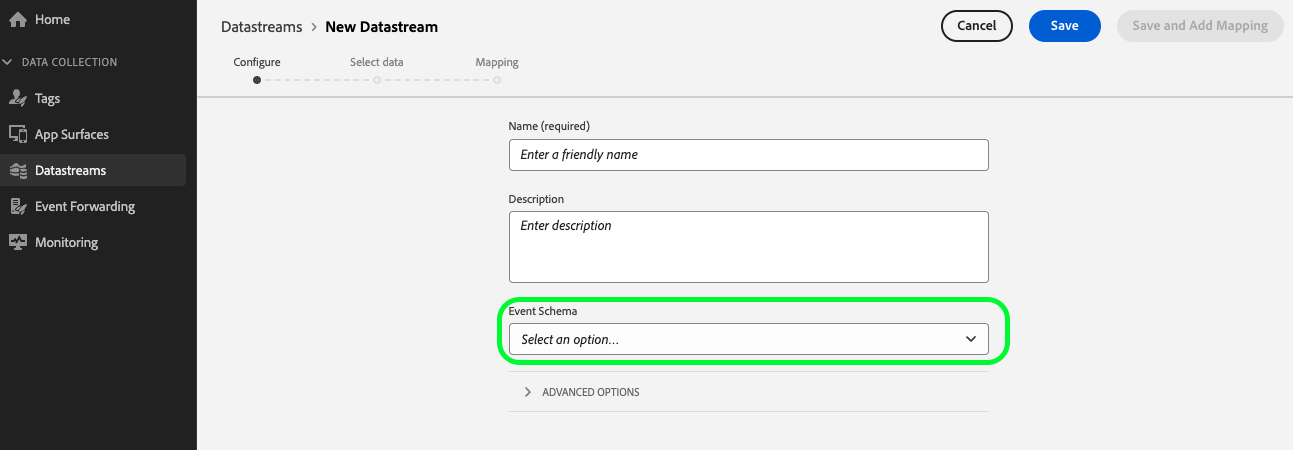 Home
DATA COLLECTION
Tags
App Surfaces
Datastreams
Event Forwarding
Monitoring
Datastreams > New Datastream
Cancel
Save
Save and Add Mapping
Configure
Select data
Mapping
Name (required)
Enter a friendly name
Description
Enter description
Event Schema
Select an option...
ADVANCED OPTIONS